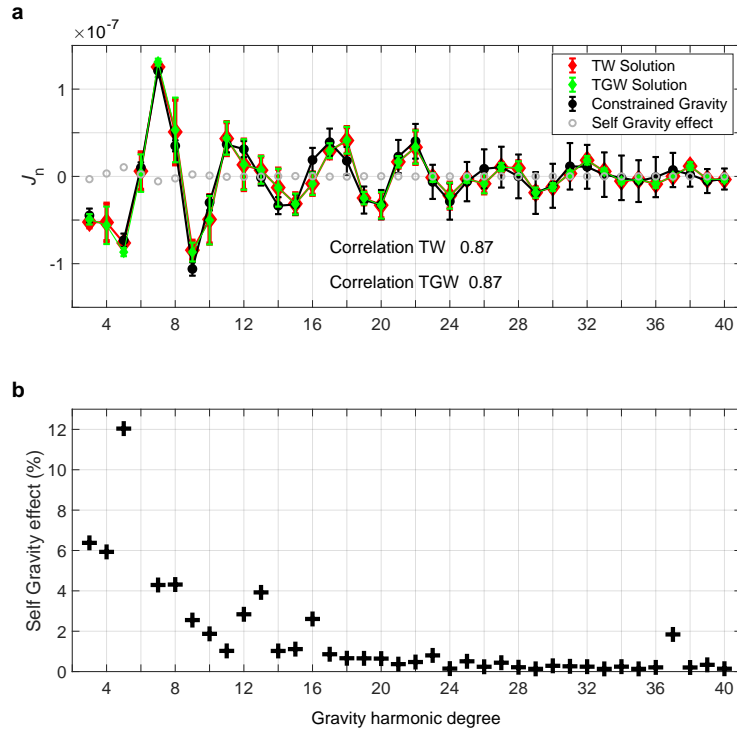 a
×10⁻⁷
1
0
-1
J_n
TW Solution
TGW Solution
Constrained Gravity
Self Gravity effect
Correlation TW 0.87
Correlation TGW 0.87
4 8 12 16 20 24 28 32 36 40
b
12
10
8
6
4
2
0
Self Gravity effect (%)
4 8 12 16 20 24 28 32 36 40
Gravity harmonic degree